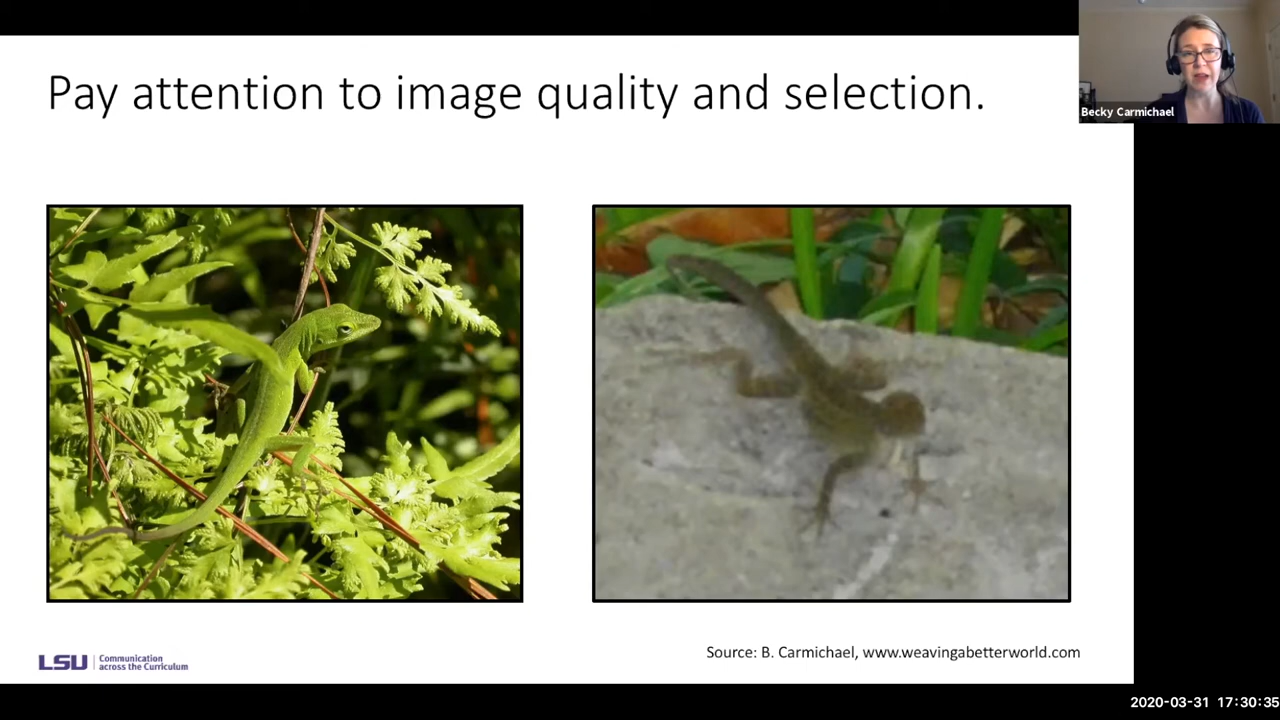 Pay attention to image quality and selection.
Becky Carmichael
LSU
Communication
across the Curriculum
Source: B. Carmichael, www.weavingabetterworld.com
2020-03-31 17:30:35